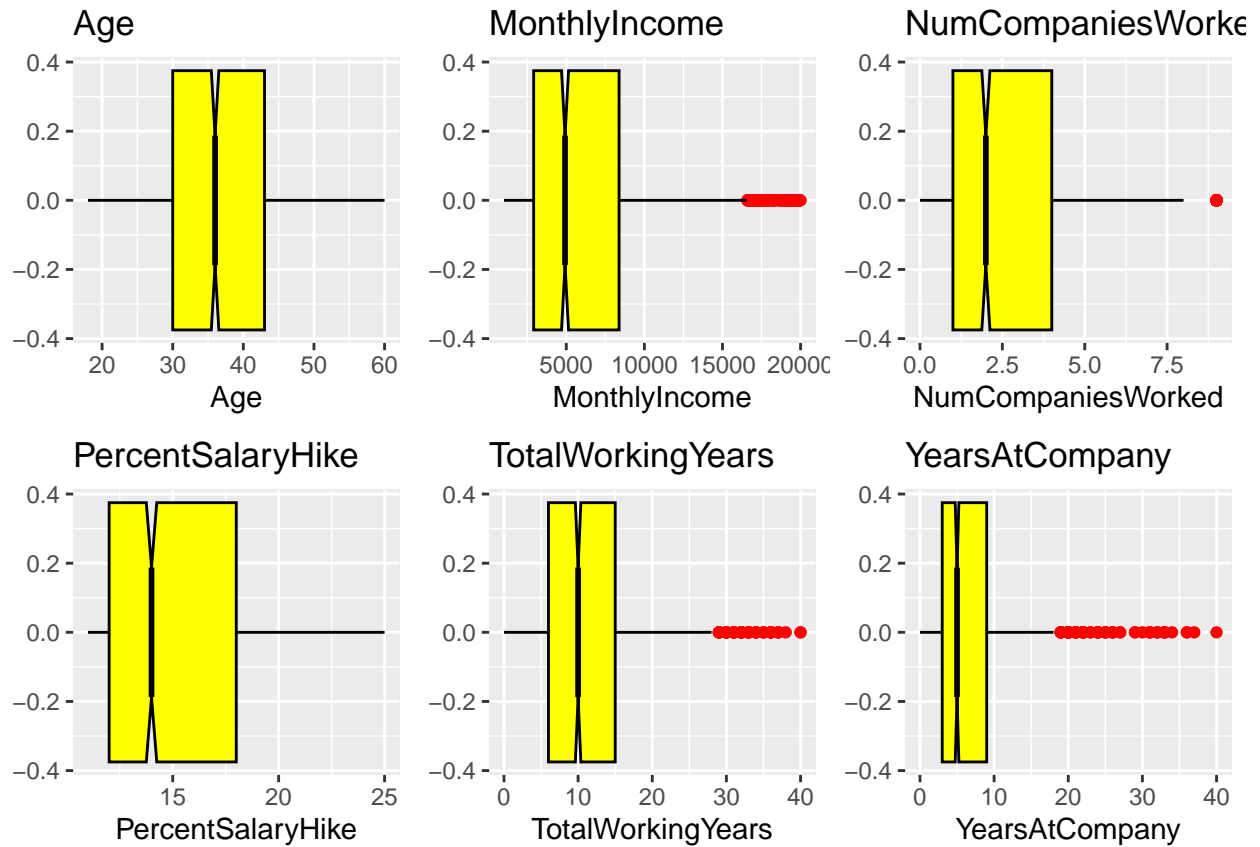 Age
0.4
0.2
0.0
−0.2
−0.4
20 30 40 50 60
Age
MonthlyIncome
0.4
0.2
0.0
−0.2
−0.4
5000 10000 15000 20000
MonthlyIncome
NumCompaniesWorke
0.4
0.2
0.0
−0.2
−0.4
0.0 2.5 5.0 7.5
NumCompaniesWorked
PercentSalaryHike
0.4
0.2
0.0
−0.2
−0.4
15 20 25
PercentSalaryHike
TotalWorkingYears
0.4
0.2
0.0
−0.2
−0.4
0 10 20 30 40
TotalWorkingYears
YearsAtCompany
0.4
0.2
0.0
−0.2
−0.4
0 10 20 30 40
YearsAtCompany